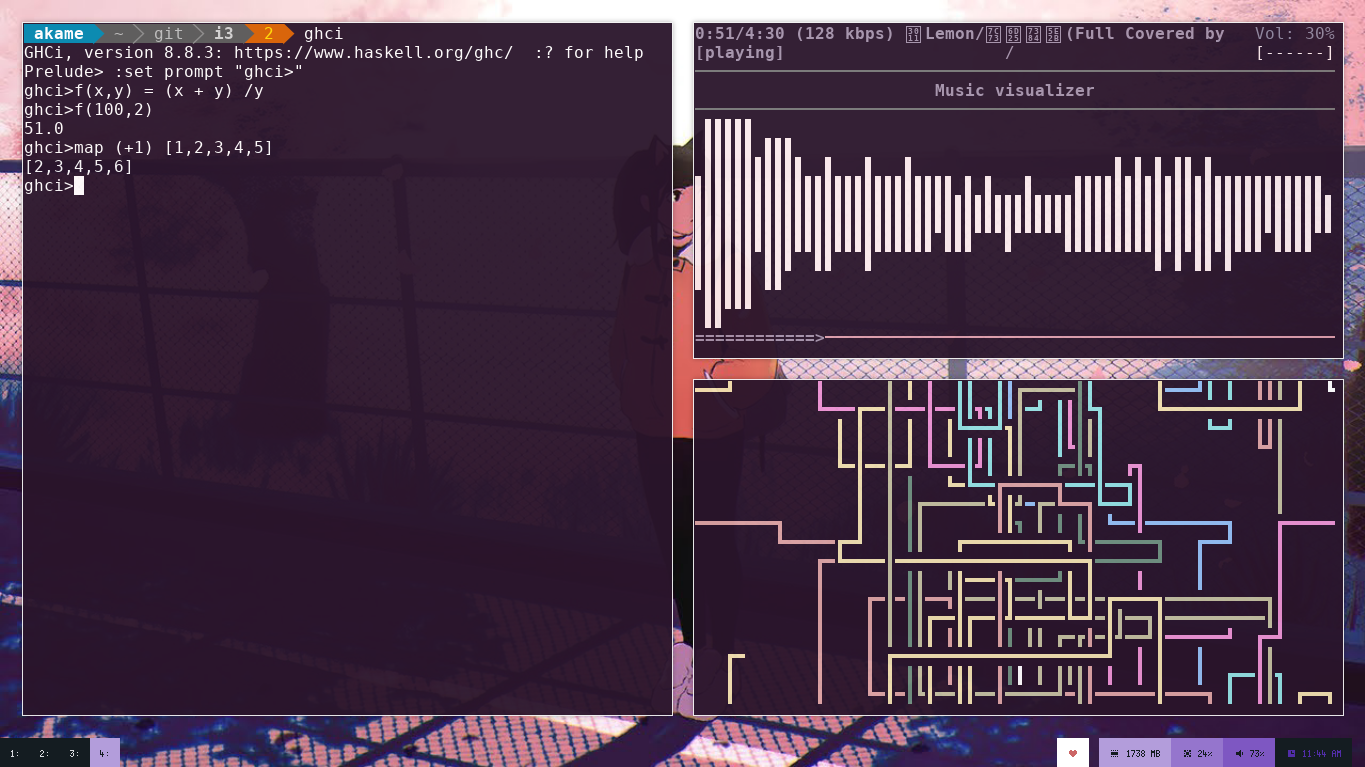 akame ~ git i3 2 ghci
GHCi, version 8.8.3: https://www.haskell.org/ghc/  :? for help
Prelude> :set prompt "ghci>"
ghci>f(x,y) = (x + y) /y
ghci>f(100,2)
51.0
ghci>map (+1) [1,2,3,4,5]
[2,3,4,5,6]
ghci>
0:51/4:30 (128 kbps) Lemon/ (Full Covered by Vol: 30%
[playing] / [------]
Music visualizer
============>
1: 2: 3: 4:
1738 MB 24% 73% 11:44 AM